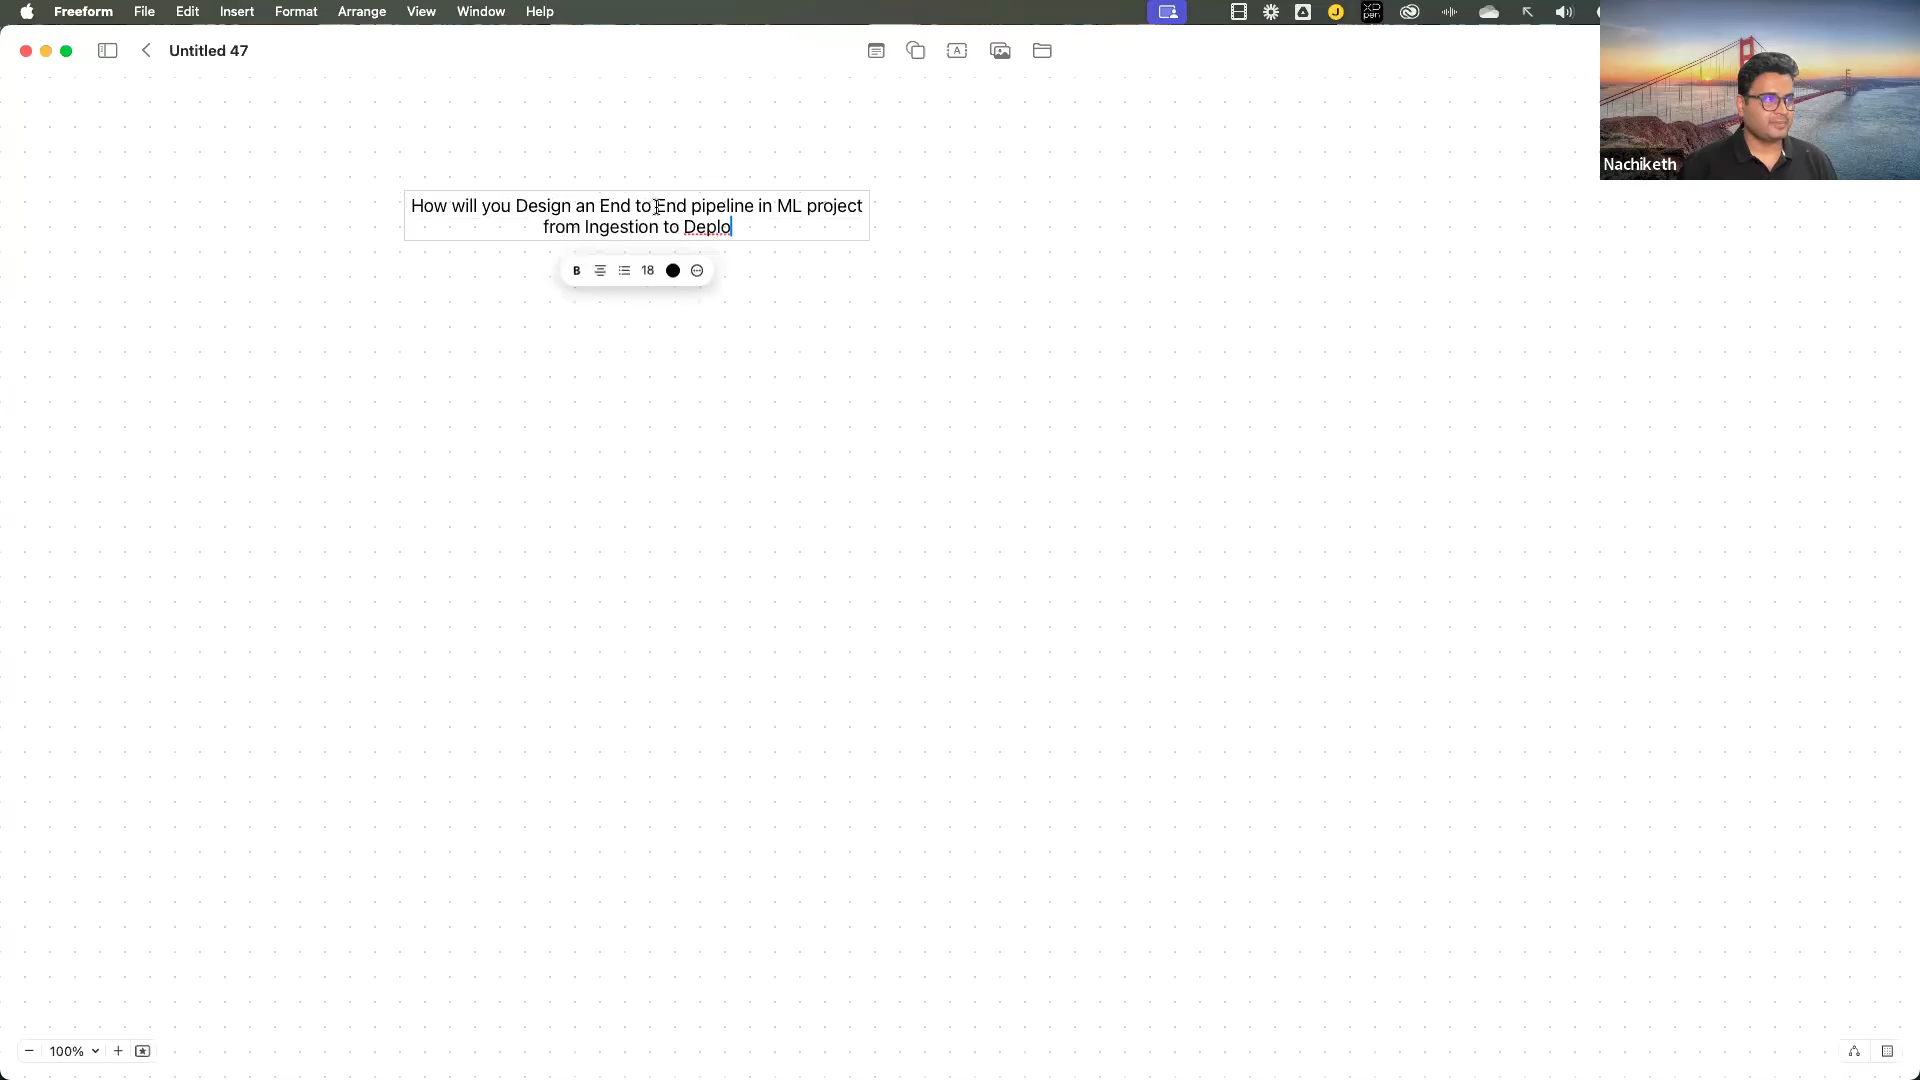 Freeform File Edit Insert Format Arrange View Window Help
Untitled 47
Nachiketh
How will you Design an End to End pipeline in ML project
from Ingestion to Deplo
B 18
100%